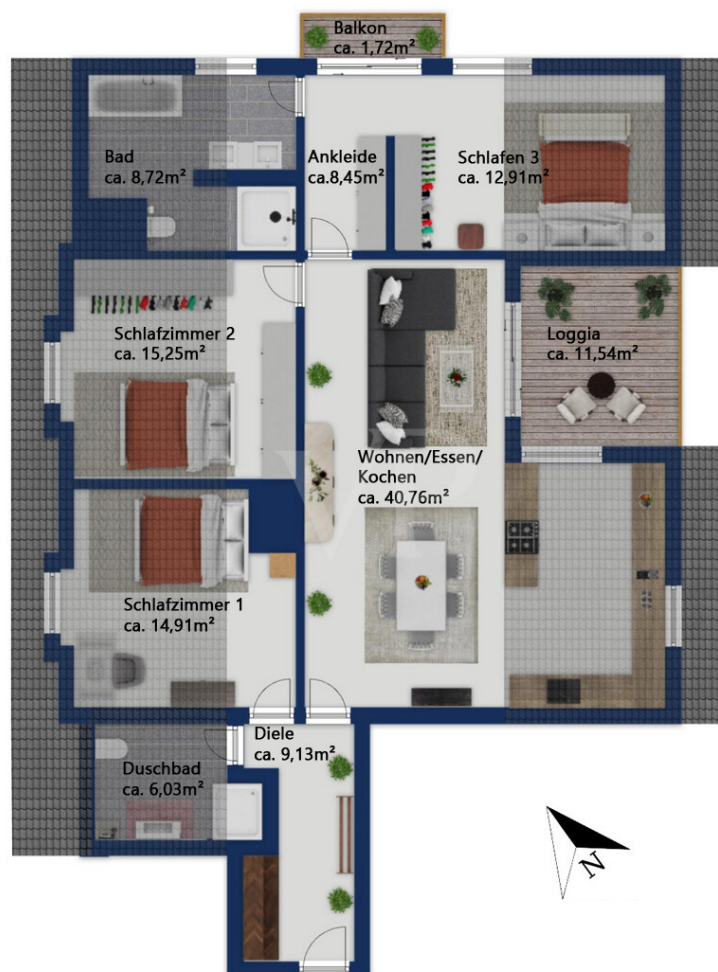 Balkon
ca. 1,72m²
Bad
ca. 8,72m²
Ankleide
ca.8,45m²
Schlafen 3
ca. 12,91m²
Schlafzimmer 2
ca. 15,25m²
Loggia
ca. 11,54m²
Wohnen/Essen/
Kochen
ca. 40,76m²
Schlafzimmer 1
ca. 14,91m²
Diele
ca. 9,13m²
Duschbad
ca. 6,03m²
N